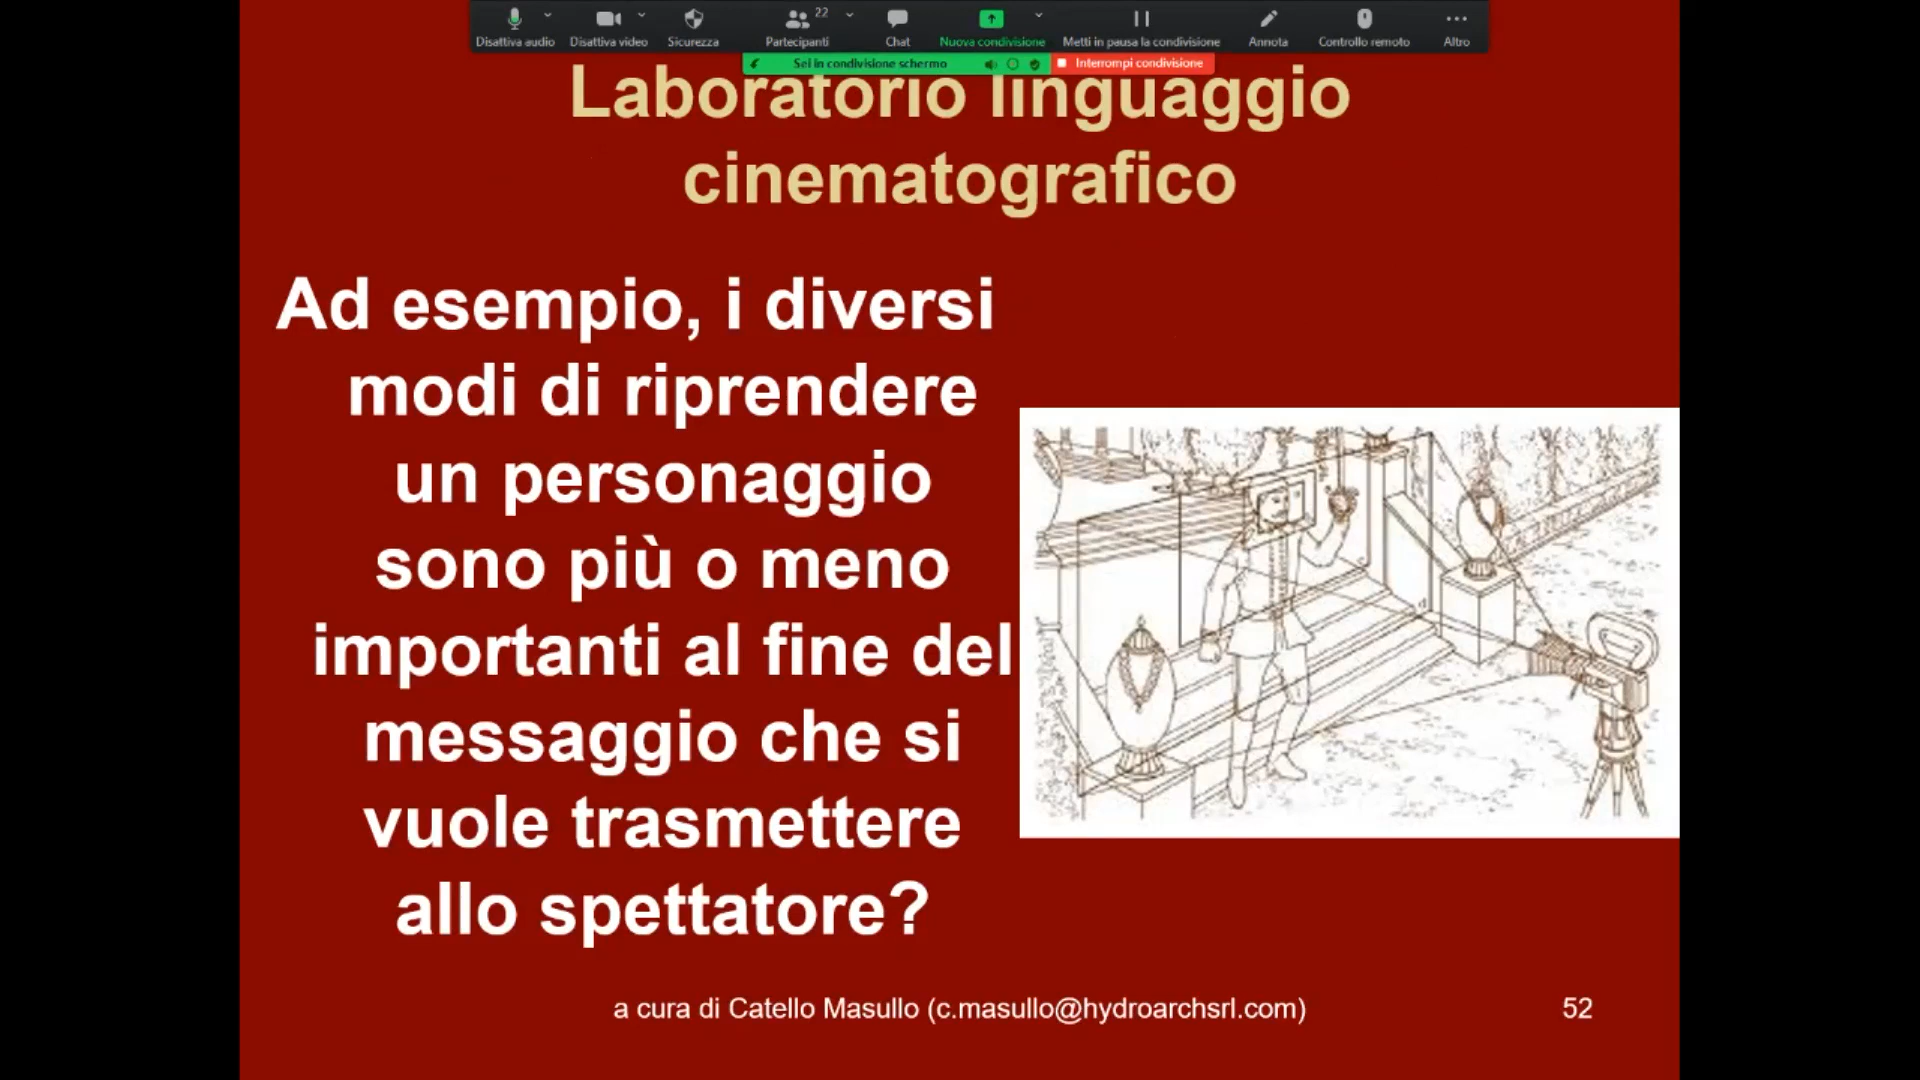 22
Disattiva audio Disattiva video Sicurezza Partecipanti Chat Nuova condivisione Metti in pausa la condivisione Annota Controllo remoto Altro
Sei in condivisione schermo Interrompi condivisione
Laboratorio linguaggio
cinematografico
Ad esempio, i diversi
modi di riprendere
un personaggio
sono più o meno
importanti al fine del
messaggio che si
vuole trasmettere
allo spettatore?
a cura di Catello Masullo (c.masullo@hydroarchsrl.com) 52